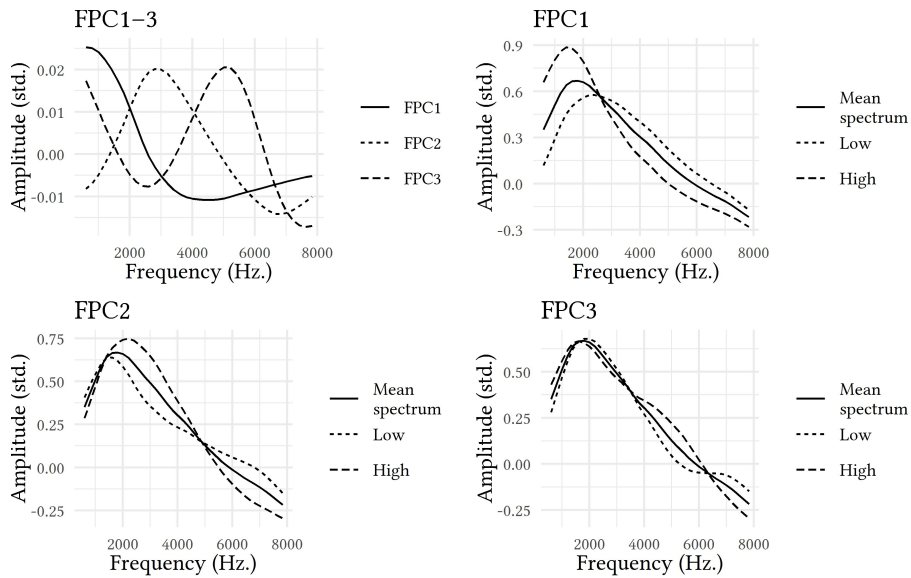 FPC1–3
Amplitude (std.)
0.02
0.01
0.00
-0.01
2000 4000 6000 8000
Frequency (Hz.)
FPC1
FPC2
FPC3
FPC1
Amplitude (std.)
0.9
0.6
0.3
0.0
-0.3
2000 4000 6000 8000
Frequency (Hz.)
Mean
spectrum
Low
High
FPC2
Amplitude (std.)
0.75
0.50
0.25
0.00
-0.25
2000 4000 6000 8000
Frequency (Hz.)
Mean
spectrum
Low
High
FPC3
Amplitude (std.)
0.50
0.25
0.00
-0.25
2000 4000 6000 8000
Frequency (Hz.)
Mean
spectrum
Low
High